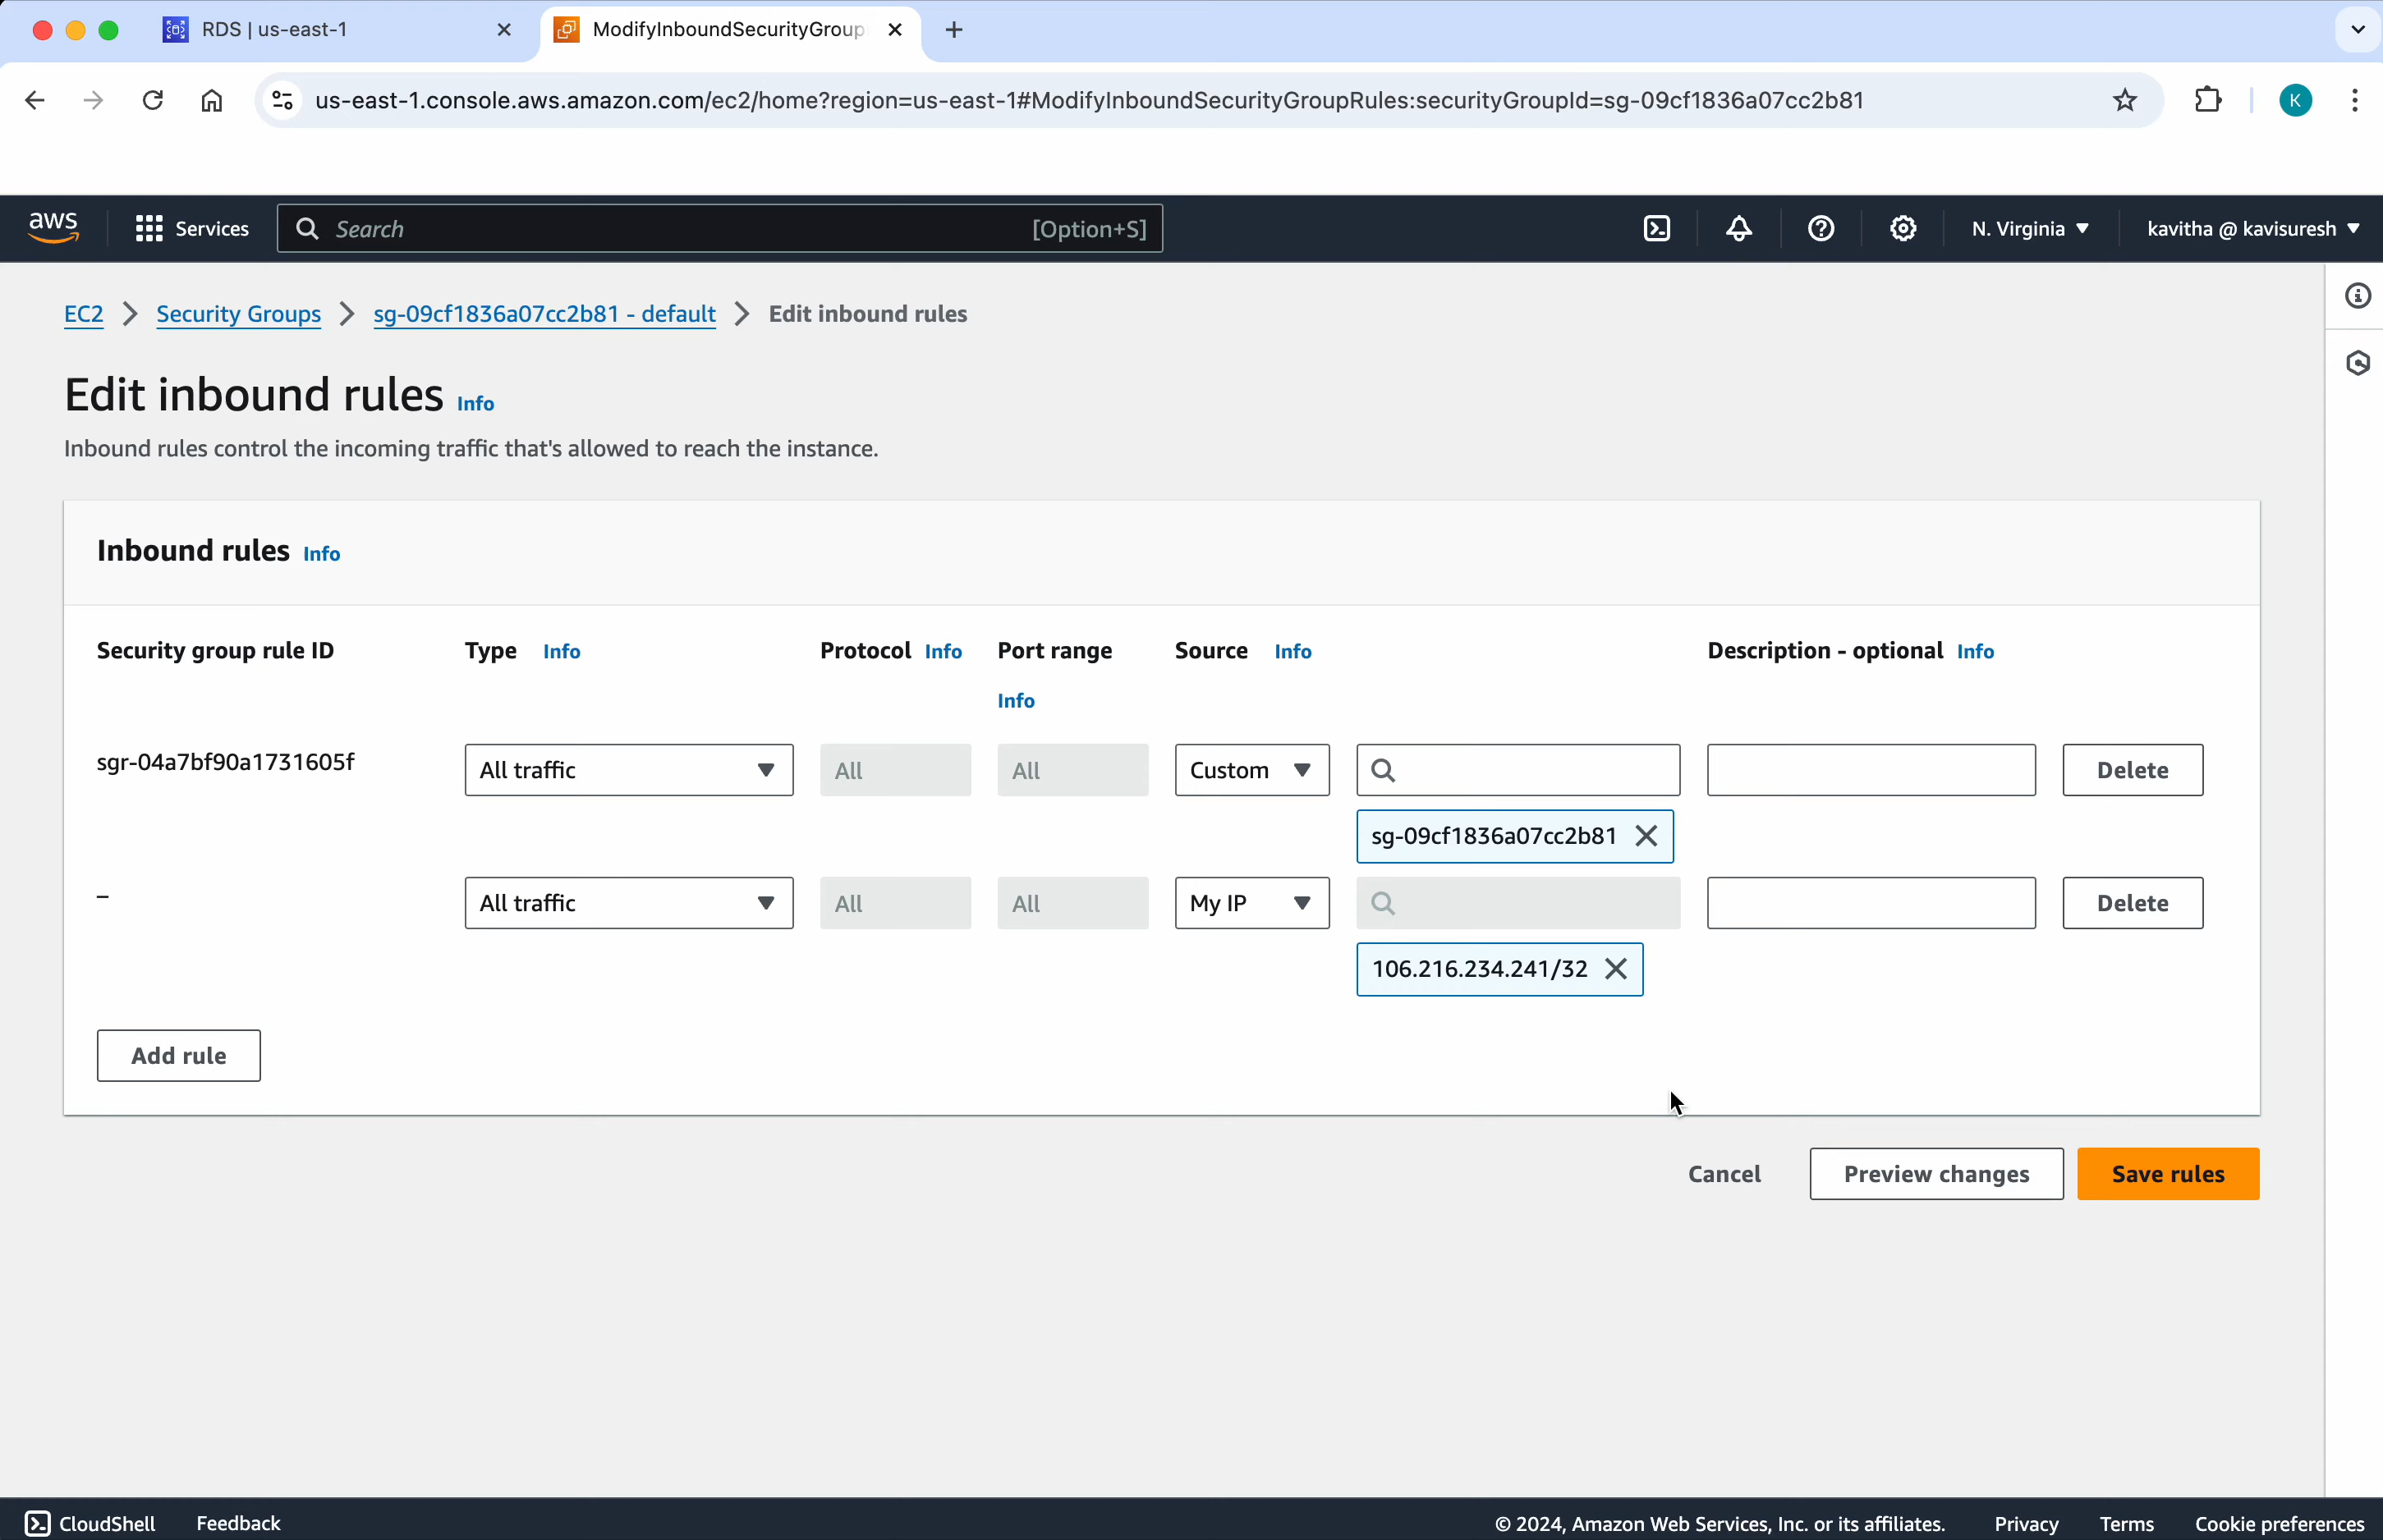 RDS | us-east-1
ModifyInboundSecurityGroup
us-east-1.console.aws.amazon.com/ec2/home?region=us-east-1#ModifyInboundSecurityGroupRules:securityGroupId=sg-09cf1836a07cc2b81
K
aws Services Search [Option+S] N. Virginia kavitha @ kavisuresh
EC2 Security Groups sg-09cf1836a07cc2b81 - default Edit inbound rules
Edit inbound rules Info
Inbound rules control the incoming traffic that's allowed to reach the instance.
Inbound rules Info
Security group rule ID Type Info Protocol Info Port range Source Info Description - optional Info
Info
sgr-04a7bf90a1731605f All traffic All All Custom Delete
sg-09cf1836a07cc2b81
– All traffic All All My IP Delete
106.216.234.241/32
Add rule
Cancel Preview changes Save rules
CloudShell Feedback © 2024, Amazon Web Services, Inc. or its affiliates. Privacy Terms Cookie preferences